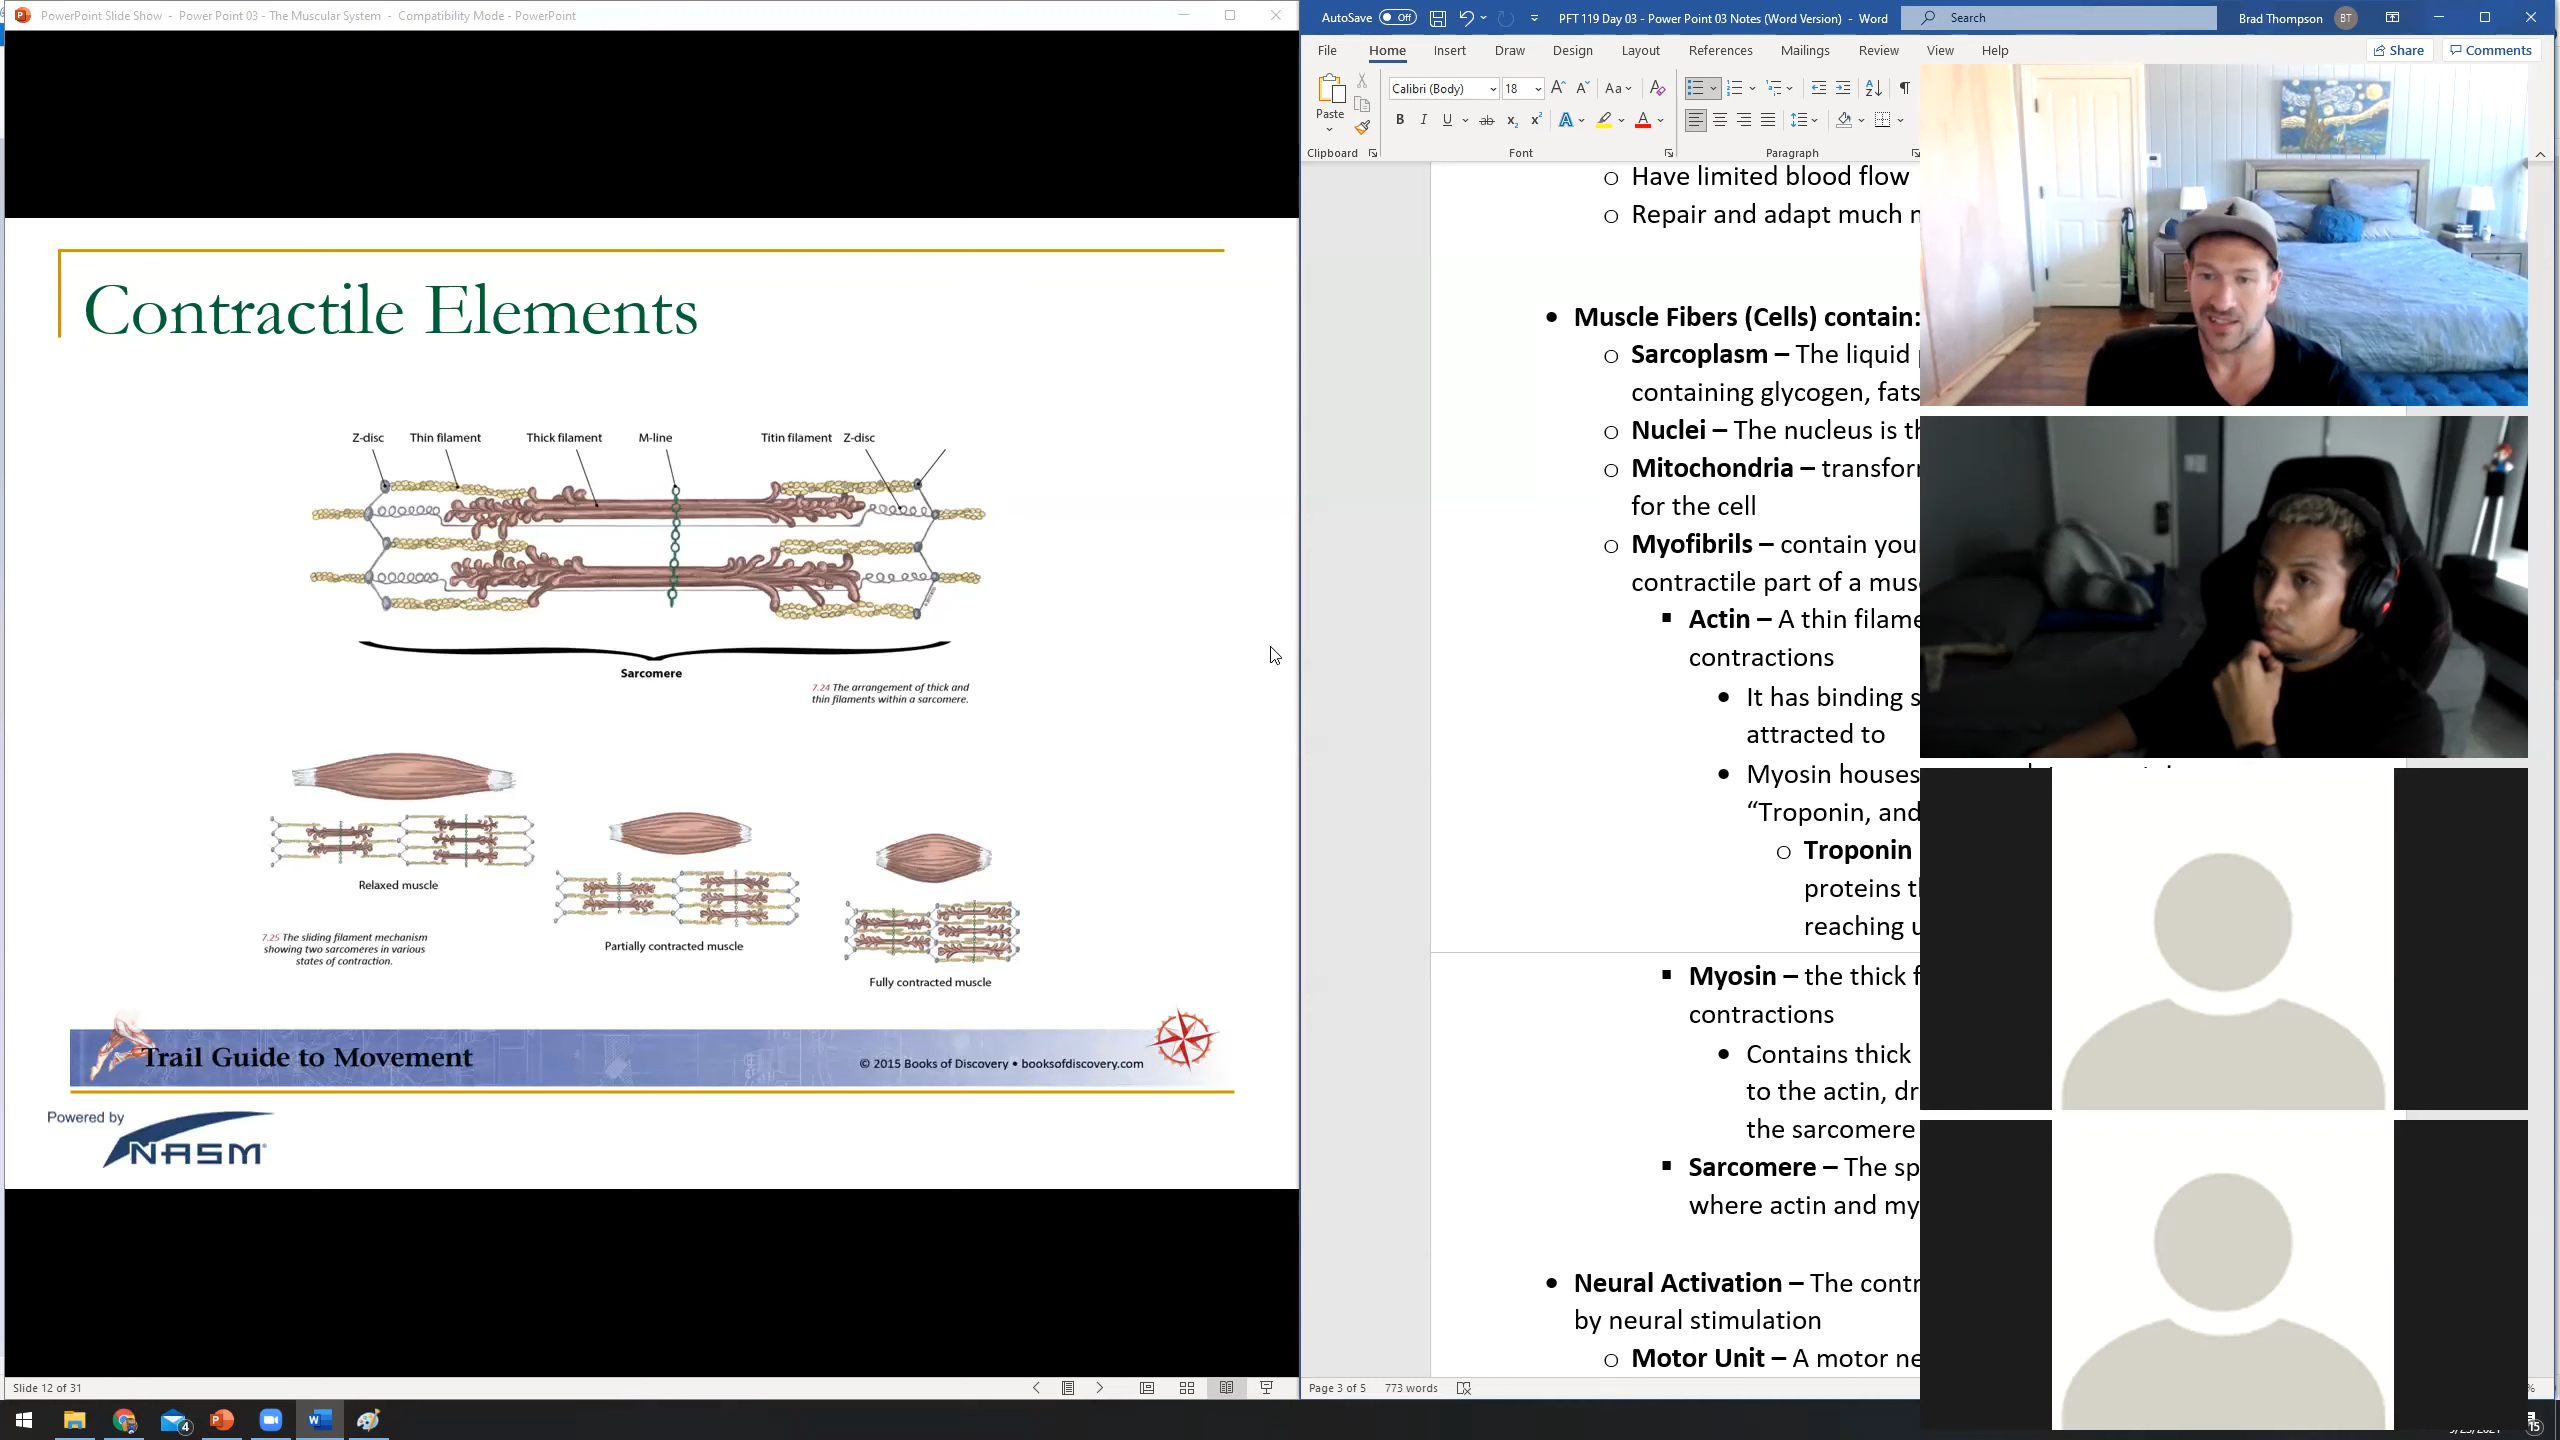 PowerPoint Slide Show - Power Point 03 - The Muscular System - Compatibility Mode - PowerPoint
Contractile Elements
Z-disc Thin filament Thick filament M-line Titin filament Z-disc
Sarcomere
7.24 The arrangement of thick and
thin filaments within a sarcomere.
Relaxed muscle
7.25 The sliding filament mechanism
showing two sarcomeres in various
states of contraction.
Partially contracted muscle
Fully contracted muscle
Trail Guide to Movement
© 2015 Books of Discovery • booksofdiscovery.com
Powered by
NASM
Slide 12 of 31
AutoSave Off PFT 119 Day 03 - Power Point 03 Notes (Word Version) - Word Search Brad Thompson BT
File Home Insert Draw Design Layout References Mailings Review View Help Share Comments
Calibri (Body) 18
Paste
Clipboard Font Paragraph
Have limited blood flow
Repair and adapt much
Muscle Fibers (Cells) contain:
Sarcoplasm – The liquid
containing glycogen, fats
Nuclei – The nucleus is
Mitochondria –
for the cell
Myofibrils – contain
contractile part of a
Actin – A thin
contractions
It has binding
attracted to
Myosin houses
“Troponin, and
Troponin
proteins
reaching
Myosin – the thick
contractions
Contains thick
to the actin,
the sarcomere
Sarcomere – The
where actin and
Neural Activation – The
by neural stimulation
Motor Unit – A motor
Page 3 of 5 773 words
4
15